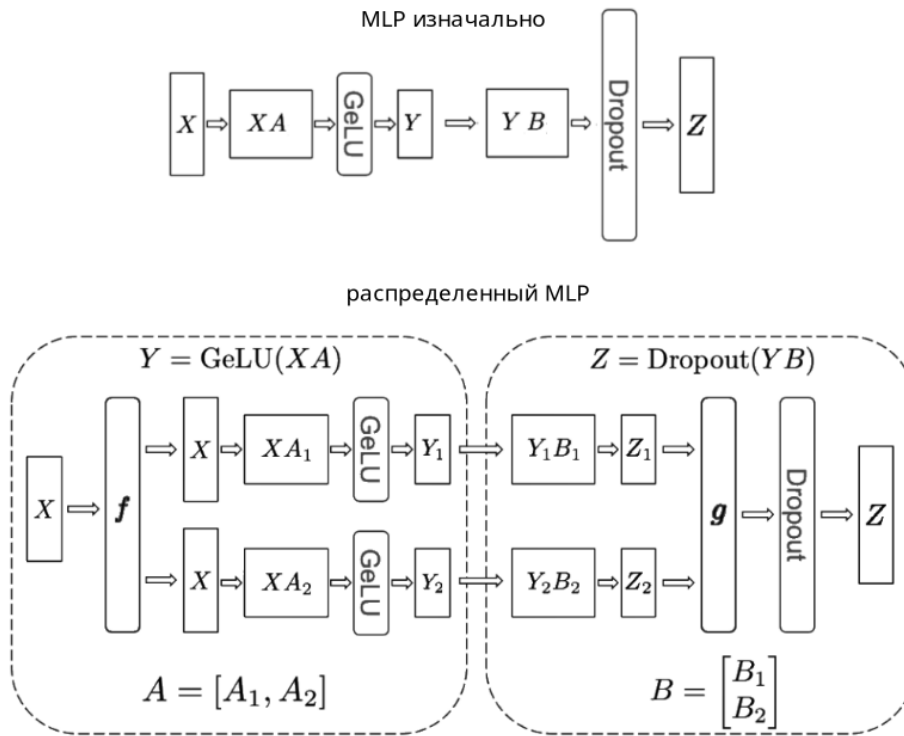 MLP изначально
X XA GeLU Y YB Dropout Z
распределенный MLP
Y = GeLU(XA)
X f X XA₁ GeLU Y₁
X XA₂ GeLU Y₂
A = [A₁, A₂]
Z = Dropout(YB)
Y₁B₁ Z₁ g Dropout Z
Y₂B₂ Z₂
B = [B₁
B₂]